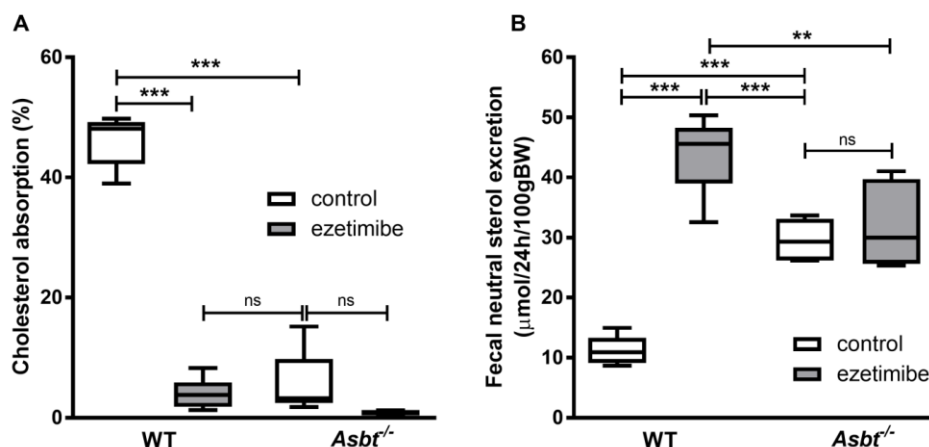 A
Cholesterol absorption (%)
60
40
20
0
***
***
ns
ns
control
ezetimibe
WT
Asbt-/-
B
Fecal neutral sterol excretion
(μmol/24h/100gBW)
60
50
40
30
20
10
0
**
***
***
***
ns
control
ezetimibe
WT
Asbt-/-